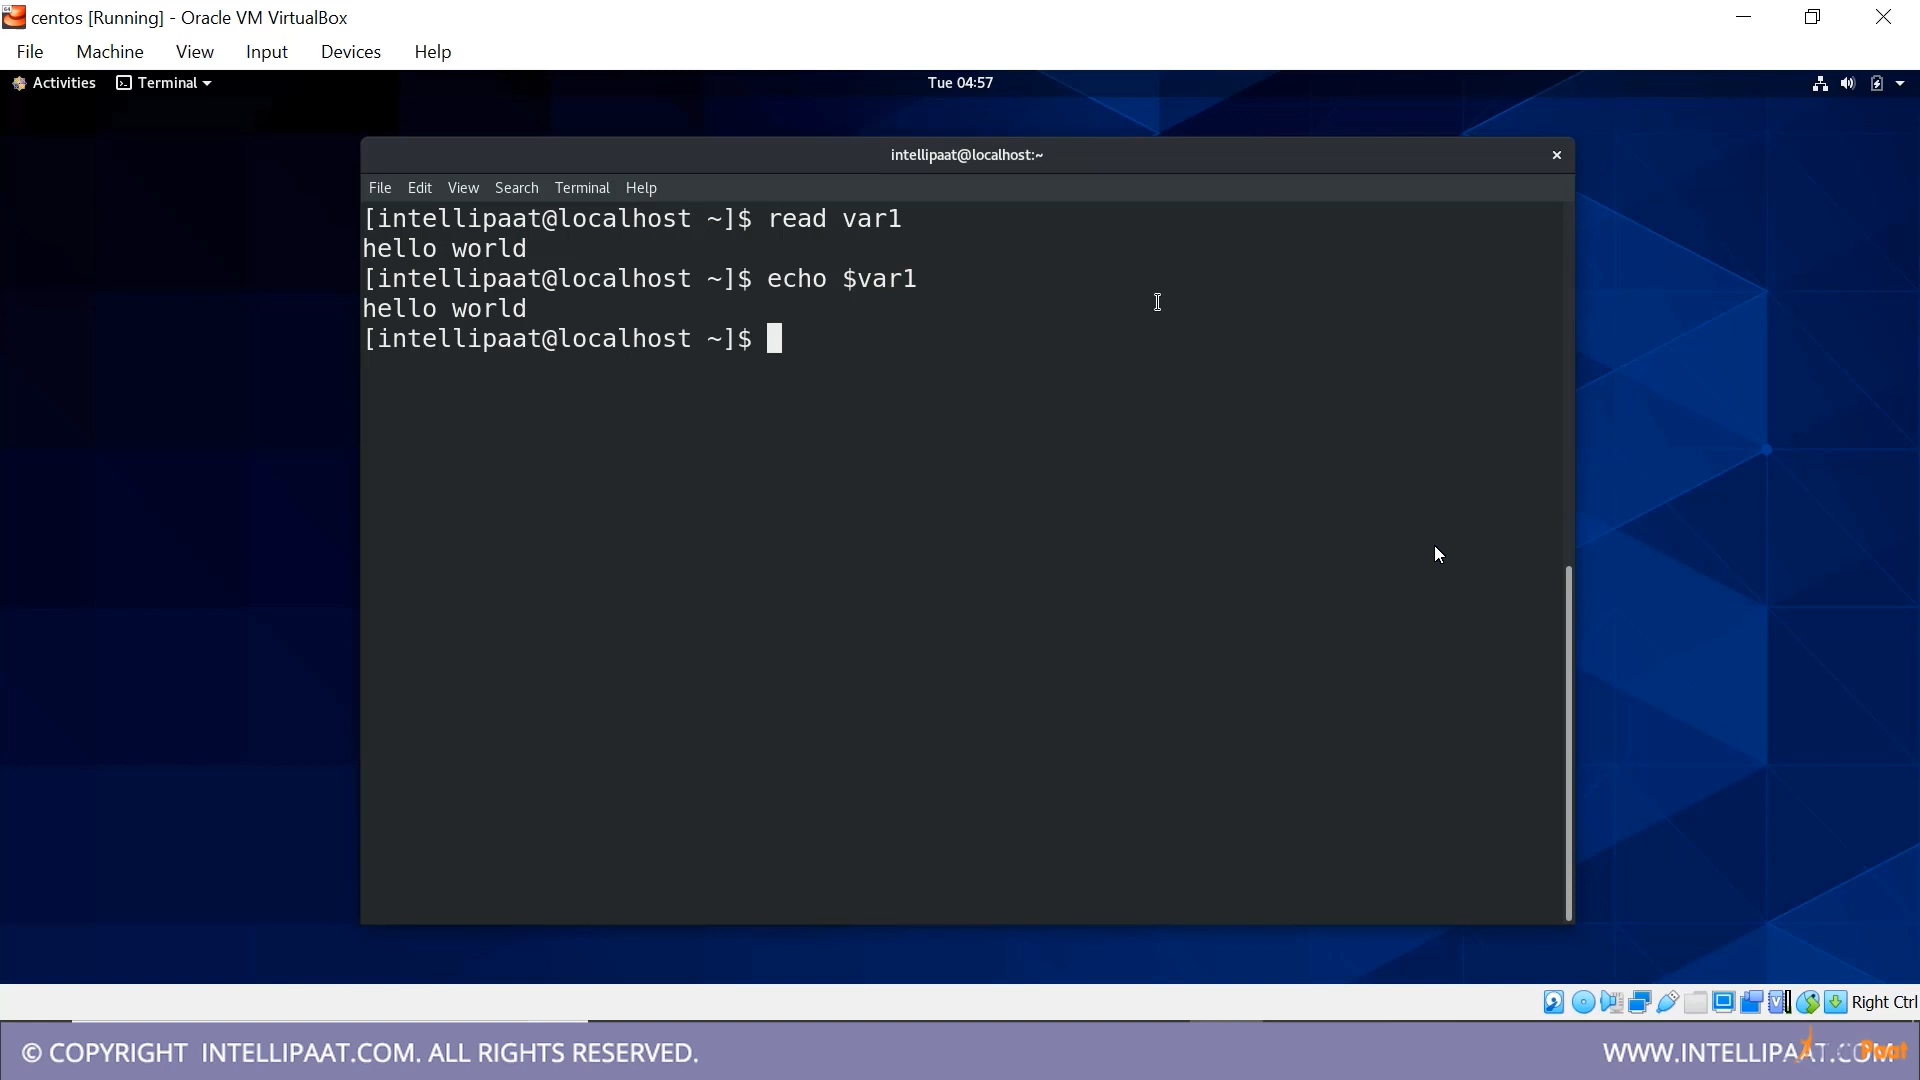 centos [Running] - Oracle VM VirtualBox
File Machine View Input Devices Help
Activities Terminal Tue 04:57
intellipaat@localhost:~
File Edit View Search Terminal Help
[intellipaat@localhost ~]$ read var1
hello world
[intellipaat@localhost ~]$ echo $var1
hello world
[intellipaat@localhost ~]$
Right Ctrl
© COPYRIGHT INTELLIPAAT.COM. ALL RIGHTS RESERVED. WWW.INTELLIPAAT.COM